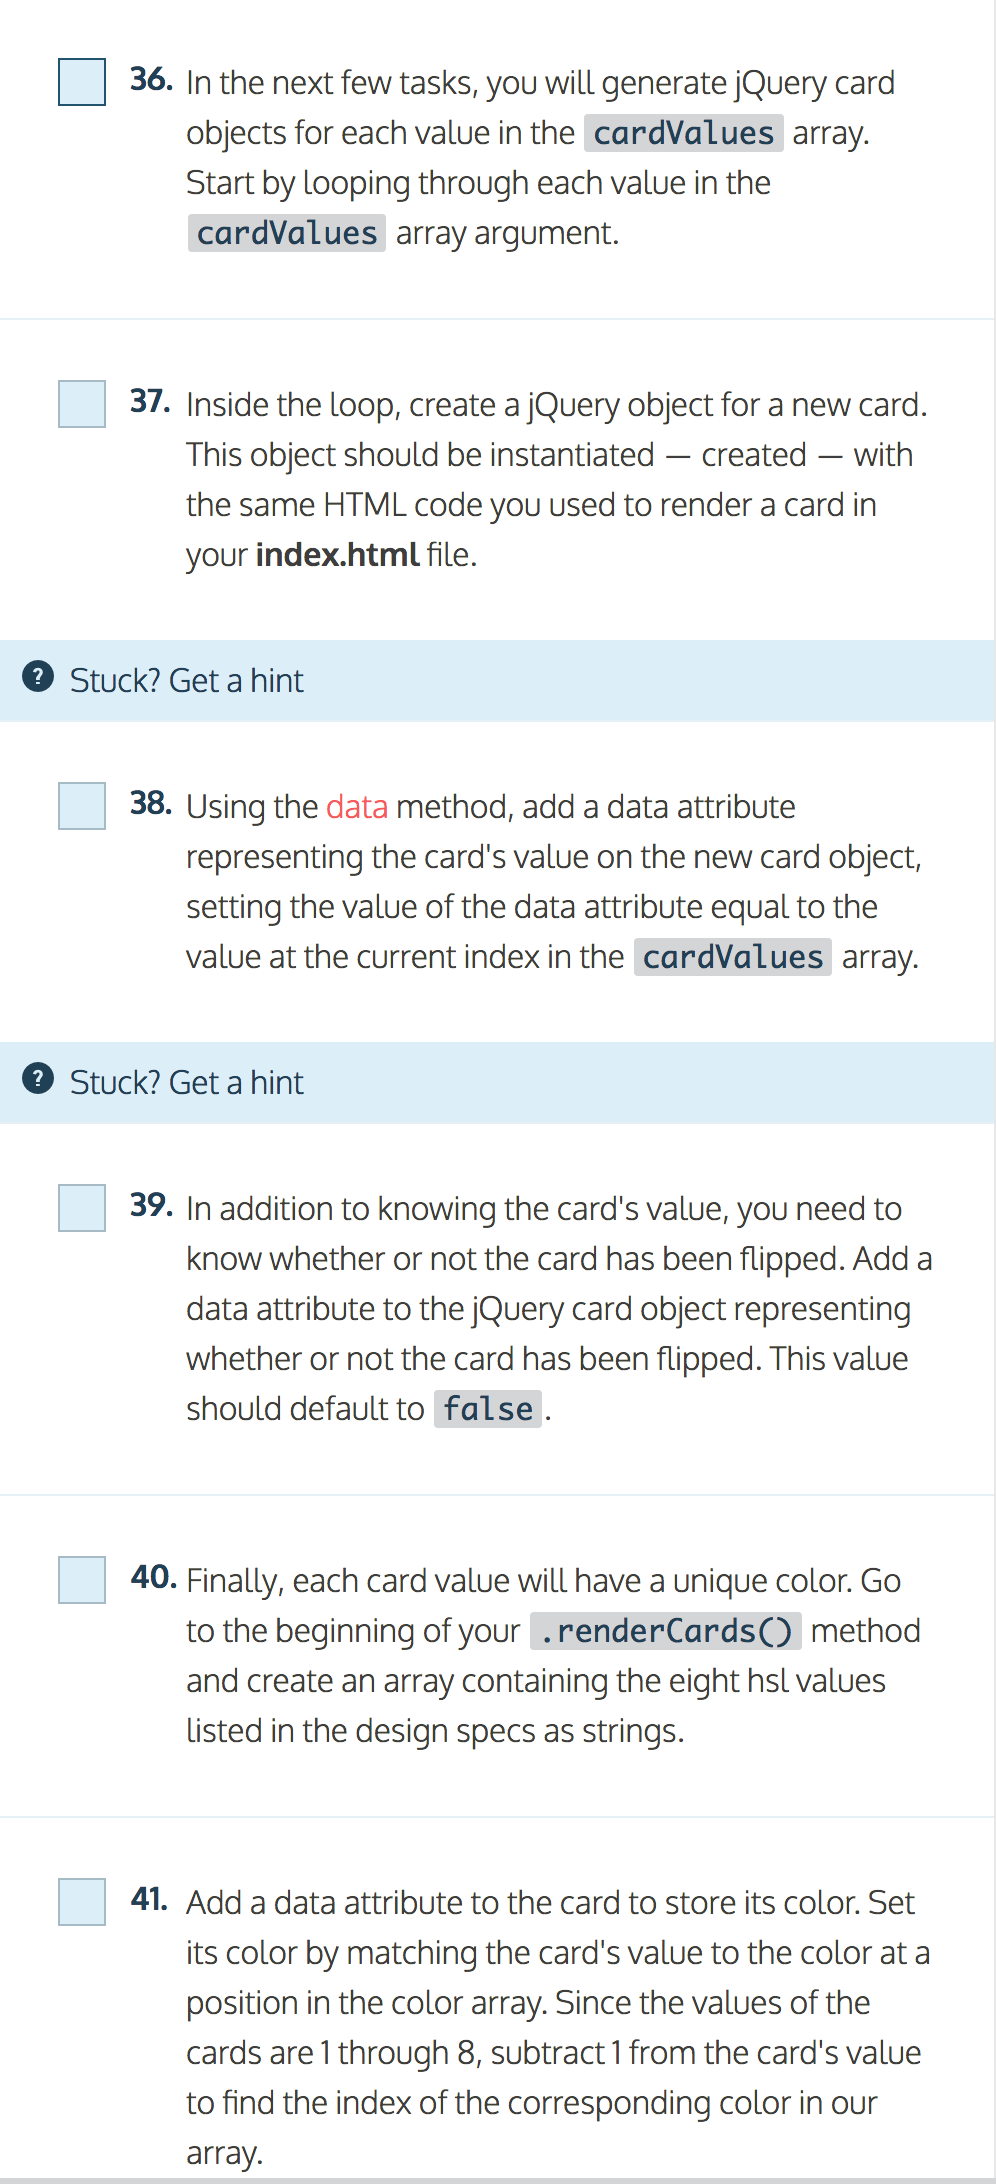 36. In the next few tasks, you will generate jQuery card
objects for each value in the cardValues array.
Start by looping through each value in the
cardValues array argument.
37. Inside the loop, create a jQuery object for a new card.
This object should be instantiated — created — with
the same HTML code you used to render a card in
your index.html file.
? Stuck? Get a hint
38. Using the data method, add a data attribute
representing the card's value on the new card object,
setting the value of the data attribute equal to the
value at the current index in the cardValues array.
? Stuck? Get a hint
39. In addition to knowing the card's value, you need to
know whether or not the card has been flipped. Add a
data attribute to the jQuery card object representing
whether or not the card has been flipped. This value
should default to false.
40. Finally, each card value will have a unique color. Go
to the beginning of your .renderCards() method
and create an array containing the eight hsl values
listed in the design specs as strings.
41. Add a data attribute to the card to store its color. Set
its color by matching the card's value to the color at a
position in the color array. Since the values of the
cards are 1 through 8, subtract 1 from the card's value
to find the index of the corresponding color in our
array.